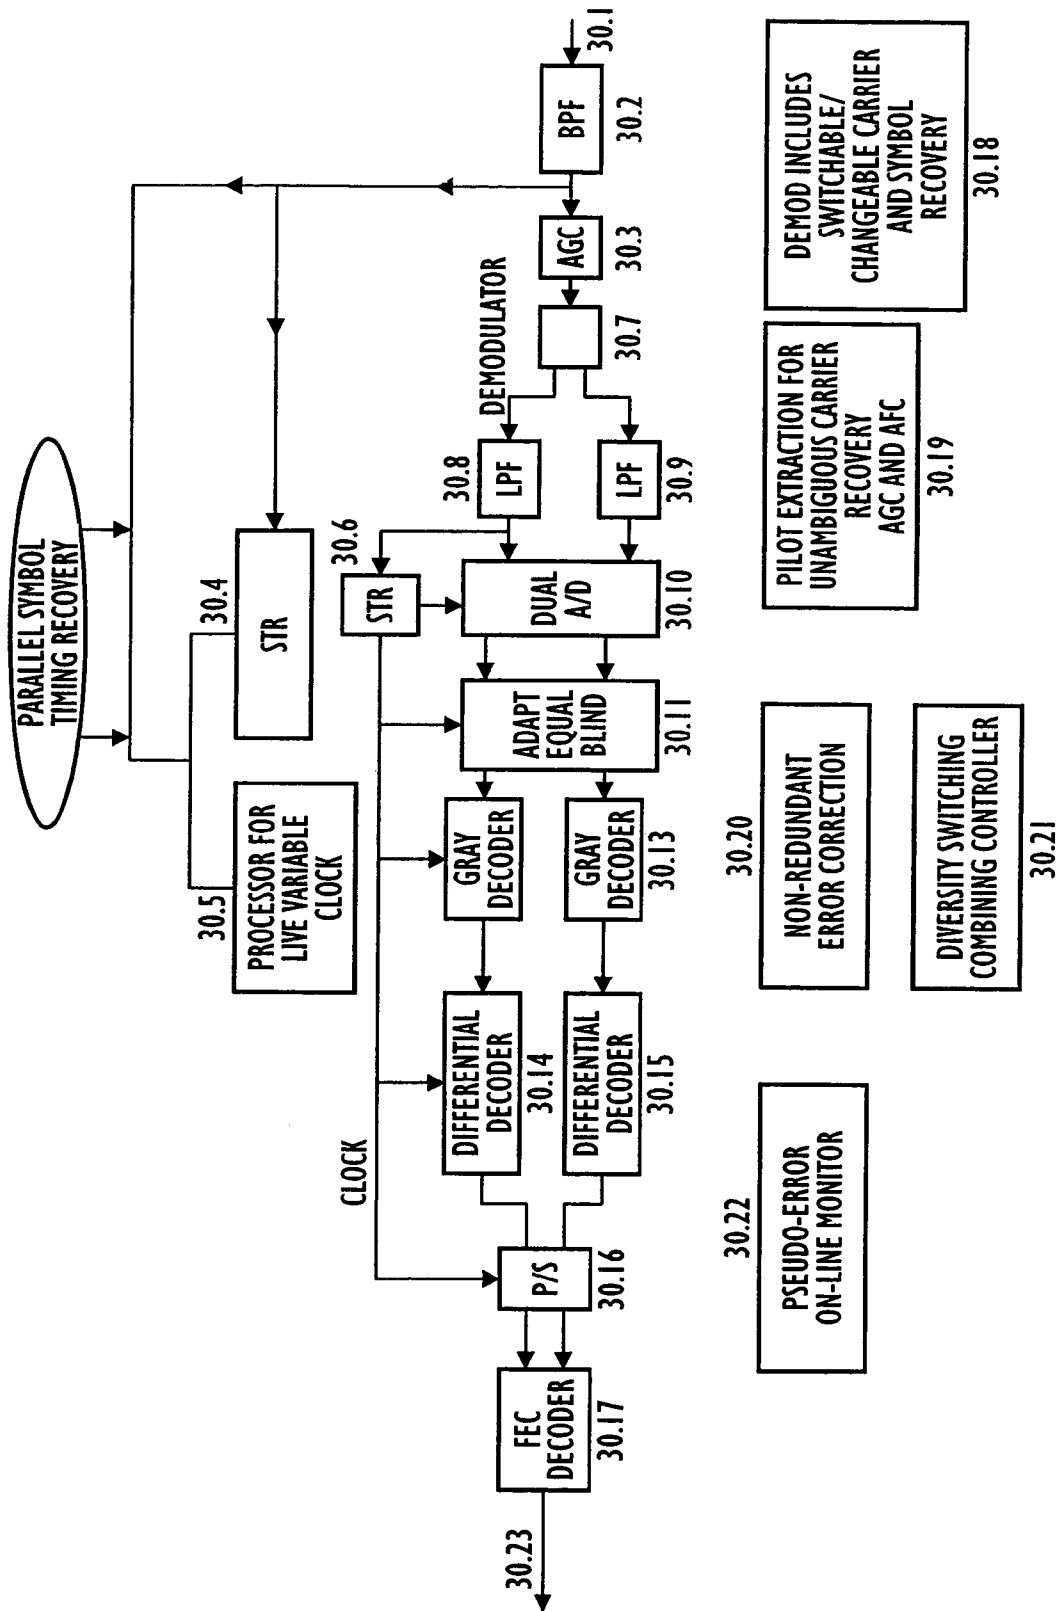 PARALLEL SYMBOL
TIMING RECOVERY
30.5
PROCESSOR FOR
LIVE VARIABLE
CLOCK
30.4
STR
CLOCK
30.6
STR
DEMODULATOR
30.23
FEC
DECODER
30.17
P/S
30.16
DIFFERENTIAL
DECODER
30.14
DIFFERENTIAL
DECODER
30.15
GRAY
DECODER
GRAY
DECODER
30.13
ADAPT
EQUAL
BLIND
30.11
DUAL
A/D
30.10
30.8
LPF
LPF
30.9
30.7
AGC
30.3
BPF
30.2
30.1
30.22
PSEUDO-ERROR
ON-LINE MONITOR
30.20
NON-REDUNDANT
ERROR CORRECTION
DIVERSITY SWITCHING
COMBINING CONTROLLER
30.21
PILOT EXTRACTION FOR
UNAMBIGUOUS CARRIER
RECOVERY
AGC AND AFC
30.19
DEMOD INCLUDES
SWITCHABLE/
CHANGEABLE CARRIER
AND SYMBOL
RECOVERY
30.18